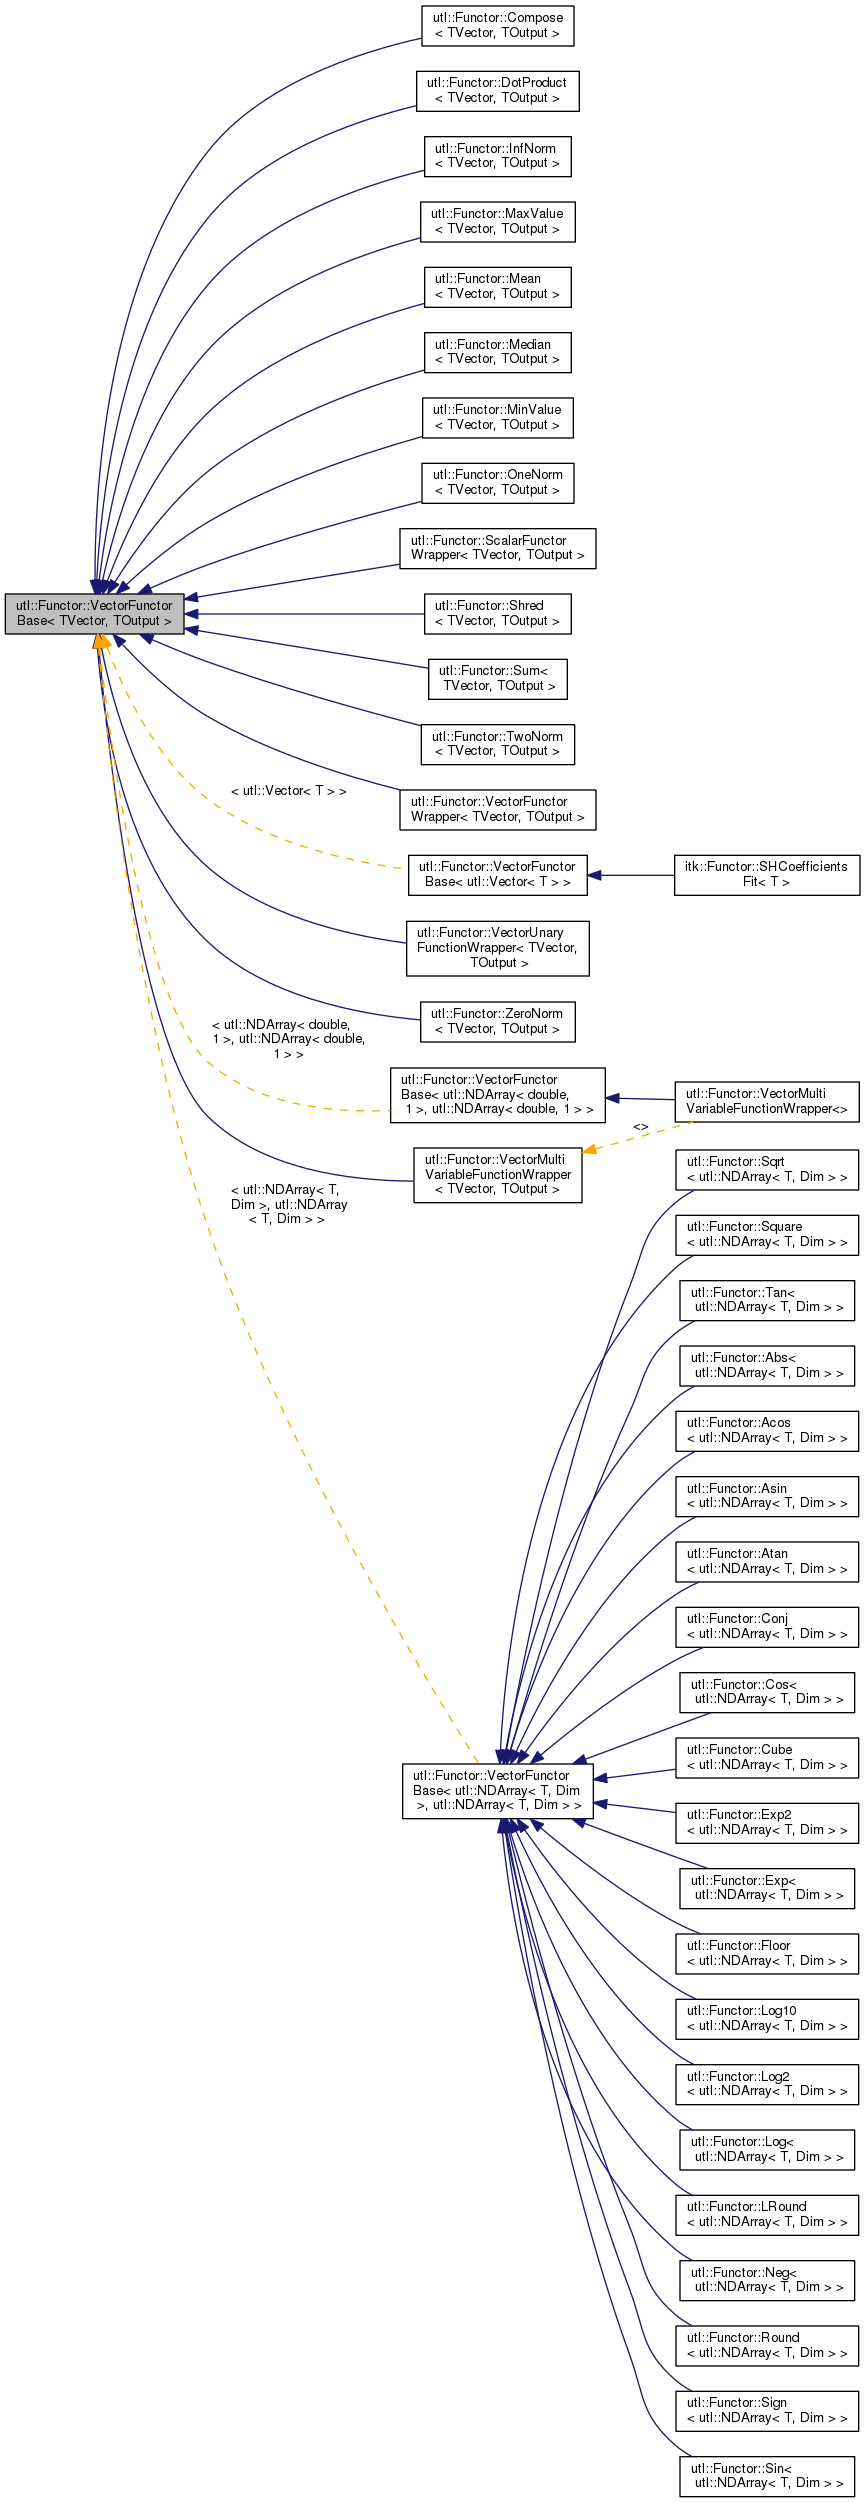 utl::Functor::Compose
< TVector, TOutput >
utl::Functor::DotProduct
< TVector, TOutput >
utl::Functor::InfNorm
< TVector, TOutput >
utl::Functor::MaxValue
< TVector, TOutput >
utl::Functor::Mean
< TVector, TOutput >
utl::Functor::Median
< TVector, TOutput >
utl::Functor::MinValue
< TVector, TOutput >
utl::Functor::OneNorm
< TVector, TOutput >
utl::Functor::ScalarFunctor
Wrapper< TVector, TOutput >
utl::Functor::VectorFunctor
Base< TVector, TOutput >
utl::Functor::Shred
< TVector, TOutput >
utl::Functor::Sum<
TVector, TOutput >
utl::Functor::TwoNorm
< TVector, TOutput >
utl::Functor::VectorFunctor
Wrapper< TVector, TOutput >
< utl::Vector< T > >
utl::Functor::VectorFunctor
Base< utl::Vector< T > >
itk::Functor::SHCoefficients
Fit< T >
utl::Functor::VectorUnary
FunctionWrapper< TVector,
TOutput >
utl::Functor::ZeroNorm
< TVector, TOutput >
< utl::NDArray< double,
1 >, utl::NDArray< double,
1 > >
utl::Functor::VectorFunctor
Base< utl::NDArray< double,
1 >, utl::NDArray< double, 1 > >
utl::Functor::VectorMulti
VariableFunctionWrapper<>
<>
utl::Functor::VectorMulti
VariableFunctionWrapper
< TVector, TOutput >
< utl::NDArray< T,
Dim >, utl::NDArray
< T, Dim > >
utl::Functor::Sqrt
< utl::NDArray< T, Dim > >
utl::Functor::Square
< utl::NDArray< T, Dim > >
utl::Functor::Tan<
utl::NDArray< T, Dim > >
utl::Functor::Abs<
utl::NDArray< T, Dim > >
utl::Functor::Acos
< utl::NDArray< T, Dim > >
utl::Functor::Asin
< utl::NDArray< T, Dim > >
utl::Functor::Atan
< utl::NDArray< T, Dim > >
utl::Functor::Conj
< utl::NDArray< T, Dim > >
utl::Functor::Cos<
utl::NDArray< T, Dim > >
utl::Functor::Cube
< utl::NDArray< T, Dim > >
utl::Functor::VectorFunctor
Base< utl::NDArray< T, Dim
>, utl::NDArray< T, Dim > >
utl::Functor::Exp2
< utl::NDArray< T, Dim > >
utl::Functor::Exp<
utl::NDArray< T, Dim > >
utl::Functor::Floor
< utl::NDArray< T, Dim > >
utl::Functor::Log10
< utl::NDArray< T, Dim > >
utl::Functor::Log2
< utl::NDArray< T, Dim > >
utl::Functor::Log<
utl::NDArray< T, Dim > >
utl::Functor::LRound
< utl::NDArray< T, Dim > >
utl::Functor::Neg<
utl::NDArray< T, Dim > >
utl::Functor::Round
< utl::NDArray< T, Dim > >
utl::Functor::Sign
< utl::NDArray< T, Dim > >
utl::Functor::Sin<
utl::NDArray< T, Dim > >